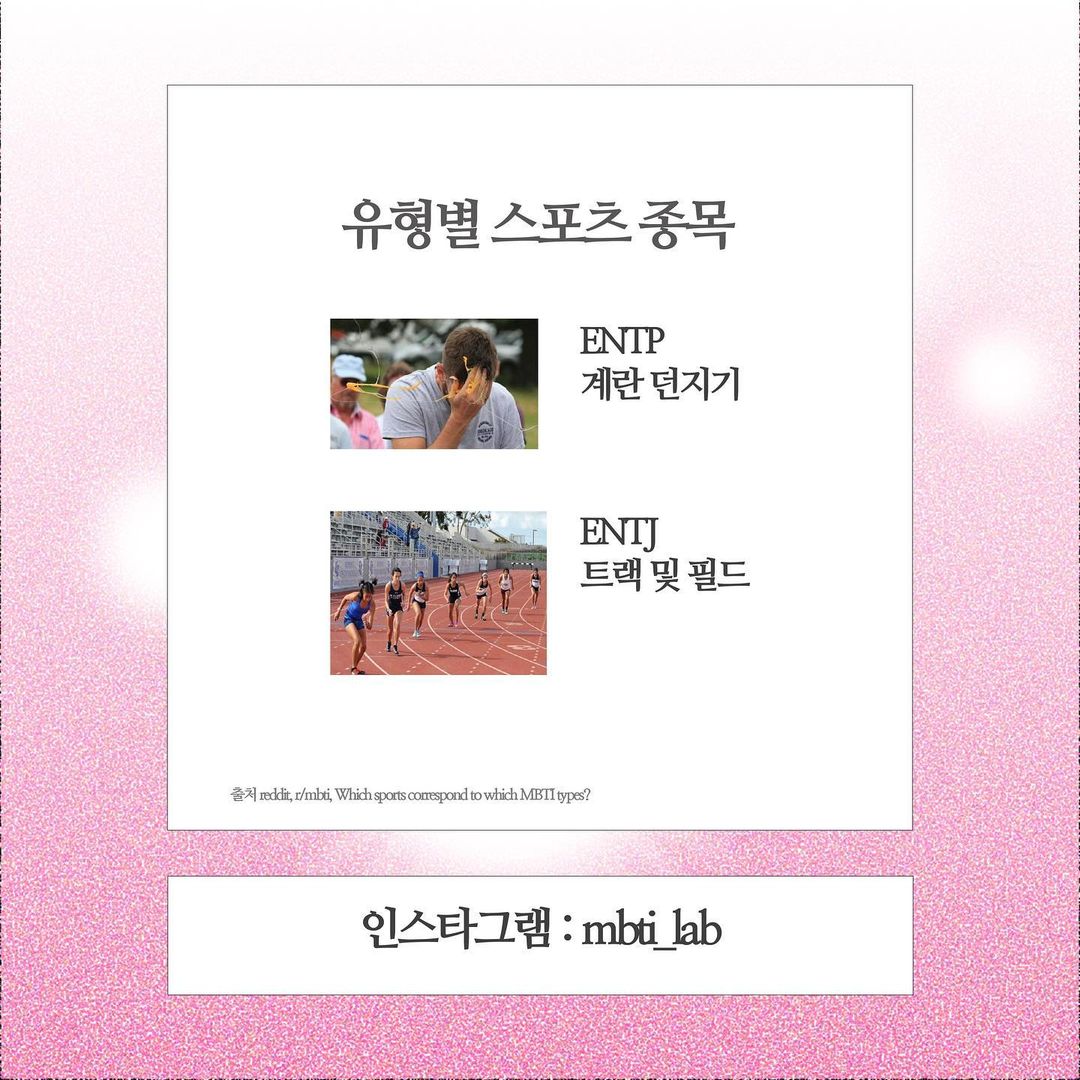 유형별 스포츠 종목
ENTP
계란 던지기
ENTJ
트랙 및 필드
출처 reddit, r/mbti, Which sports correspond to which MBTI types?
인스타그램 : mbti_lab